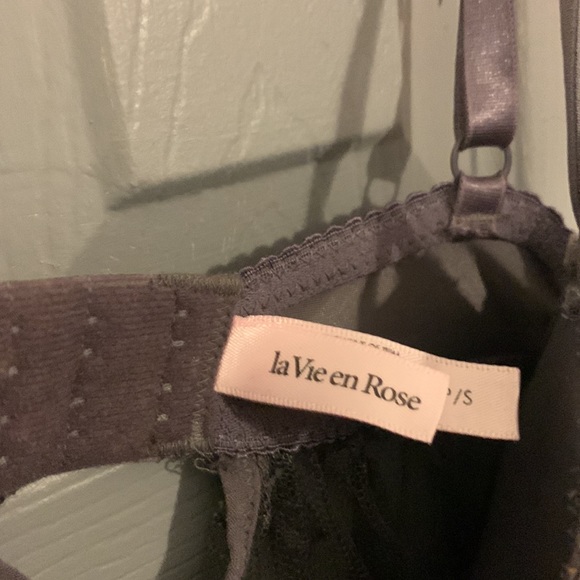 la Vie en Rose
/S